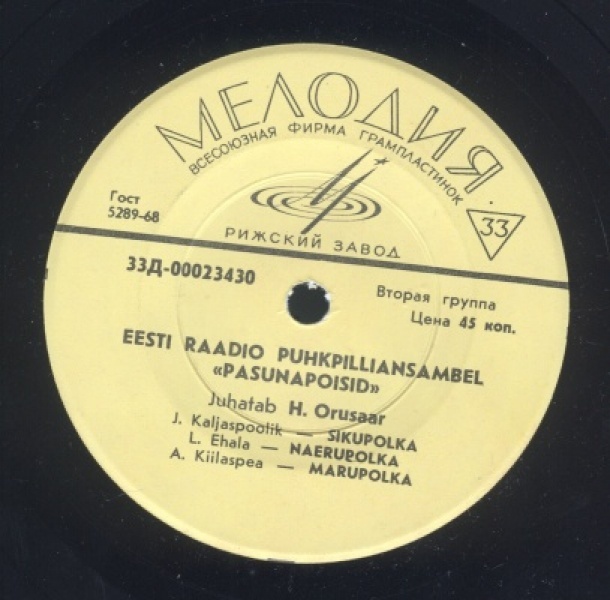 МЕЛОДИЯ
ВСЕСОЮЗНАЯ ФИРМА ГРАМПЛАСТИНОК
Гост
5289-68
33
РИЖСКИЙ ЗАВОД
33Д-00023430
Вторая группа
Цена 45 коп.
EESTI RAADIO PUHKPILLIANSAMBEL
«PASUNAPOISID»
Juhatab H. Orusaar
J. Kaljaspoolik — SIKUPOLKA
L. Ehala — NAERUPOLKA
A. Kiilaspea — MARUPOLKA